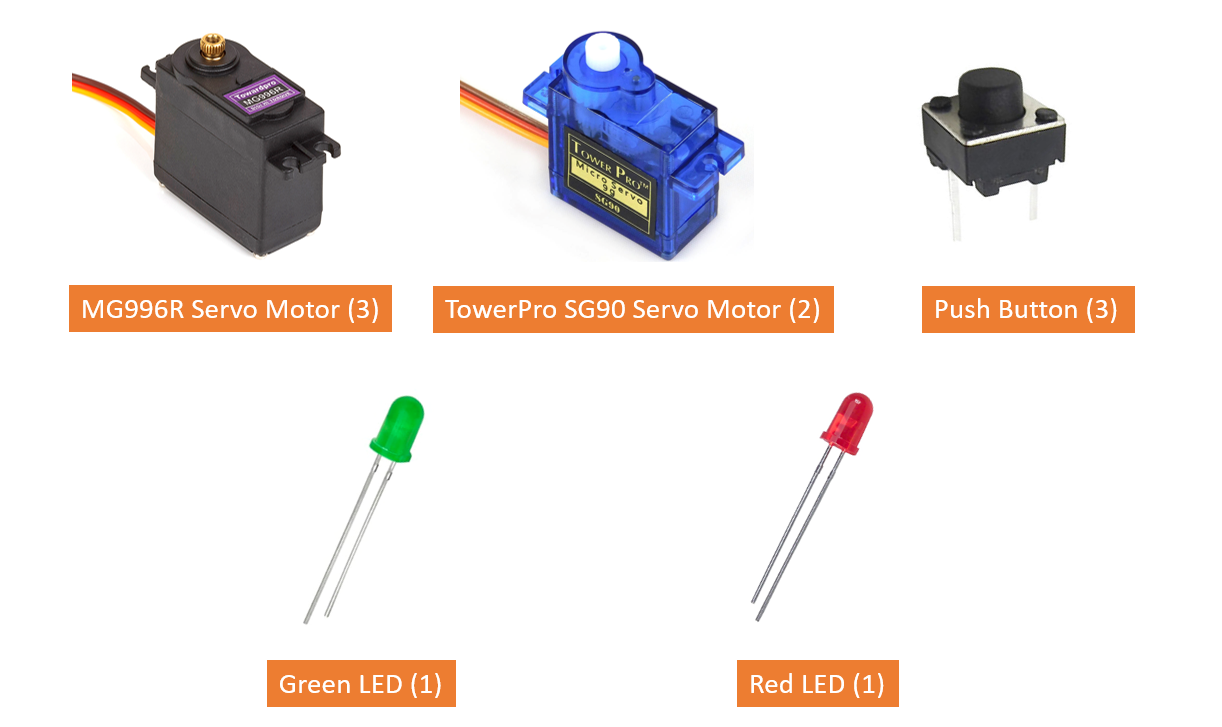 Towardpro
MG996R
TOWER PRO™
Micro Servo
9g
SG90
MG996R Servo Motor (3)
TowerPro SG90 Servo Motor (2)
Push Button (3)
Green LED (1)
Red LED (1)